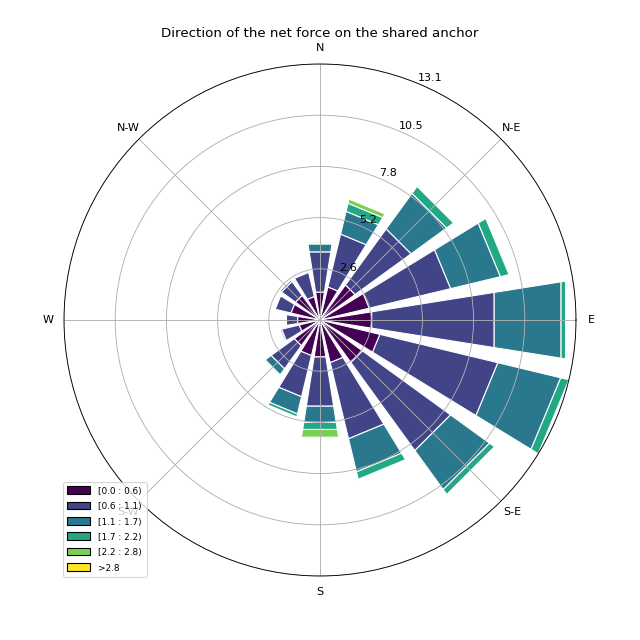 Direction of the net force on the shared anchor
N
13.1
N-W
10.5
N-E
7.8
5.2
2.6
W
E
[0.0 : 0.6)
[0.6 : 1.1)
S-W
[1.1 : 1.7)
S-E
[1.7 : 2.2)
[2.2 : 2.8)
>2.8
S